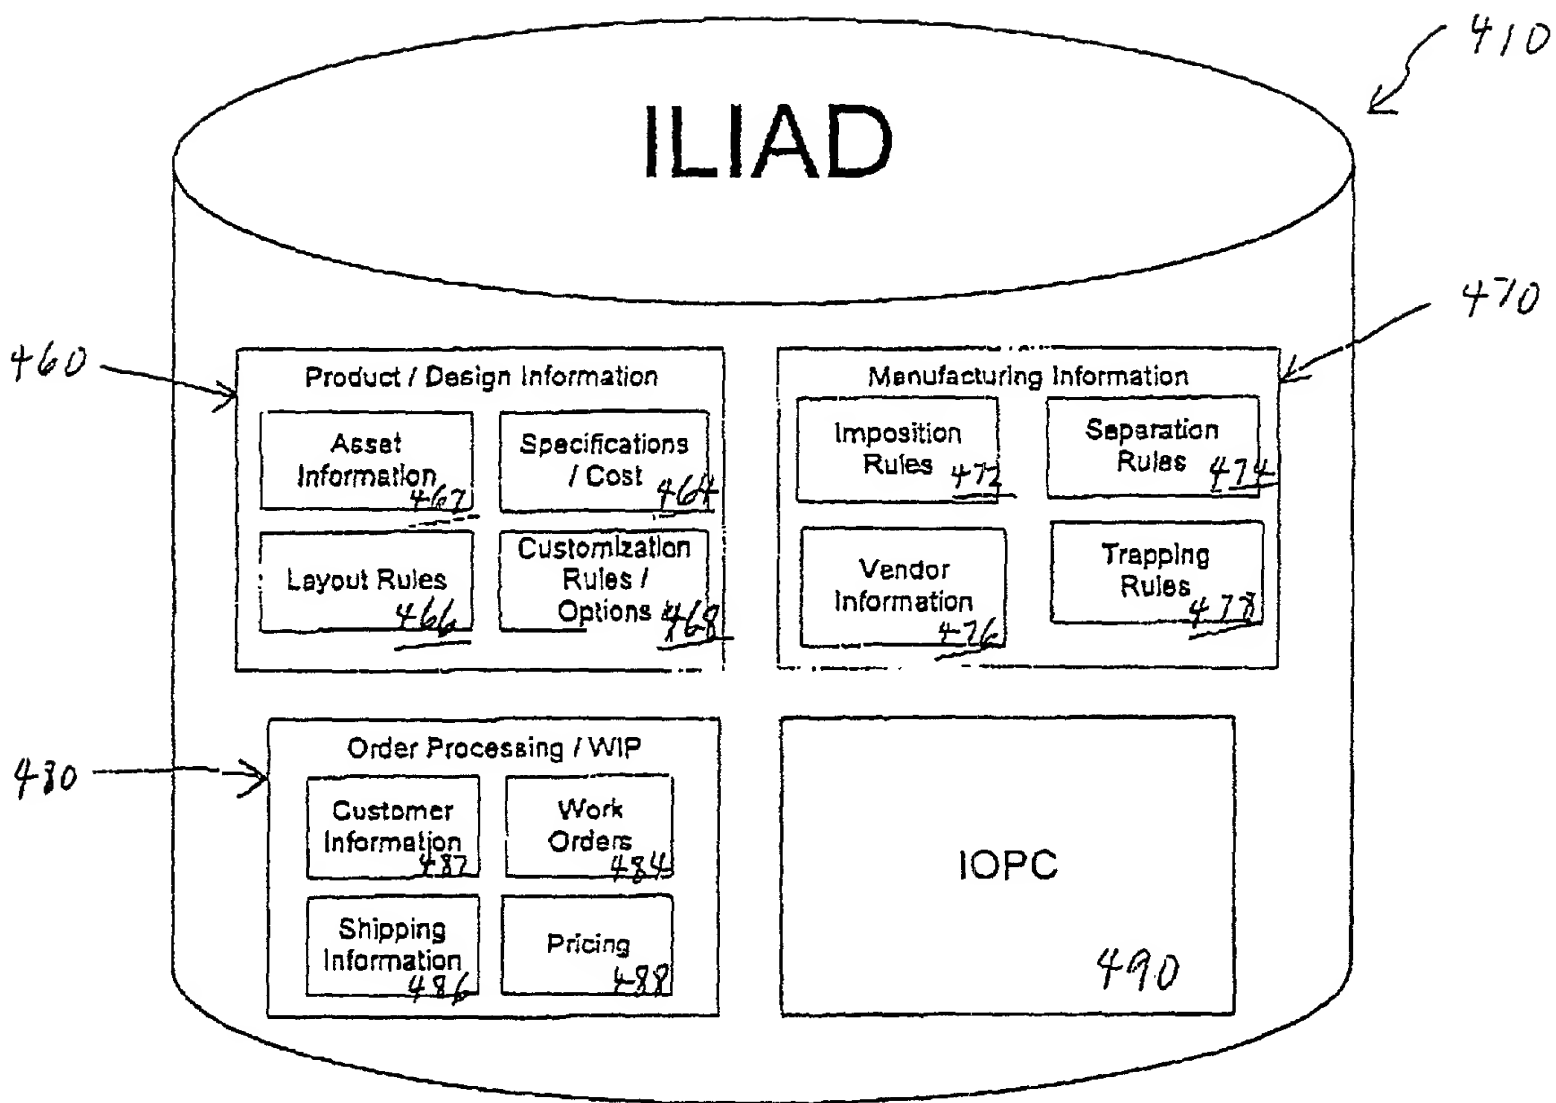 410
ILIAD
470
460
Product / Design Information
Asset
Information
467
Specifications
/ Cost
464
Layout Rules
466
Customization
Rules /
Options
468
Manufacturing Information
Imposition
Rules
472
Separation
Rules
474
Vendor
Information
476
Trapping
Rules
478
480
Order Processing / WIP
Customer
Information
482
Work
Orders
484
Shipping
Information
486
Pricing
488
IOPC
490